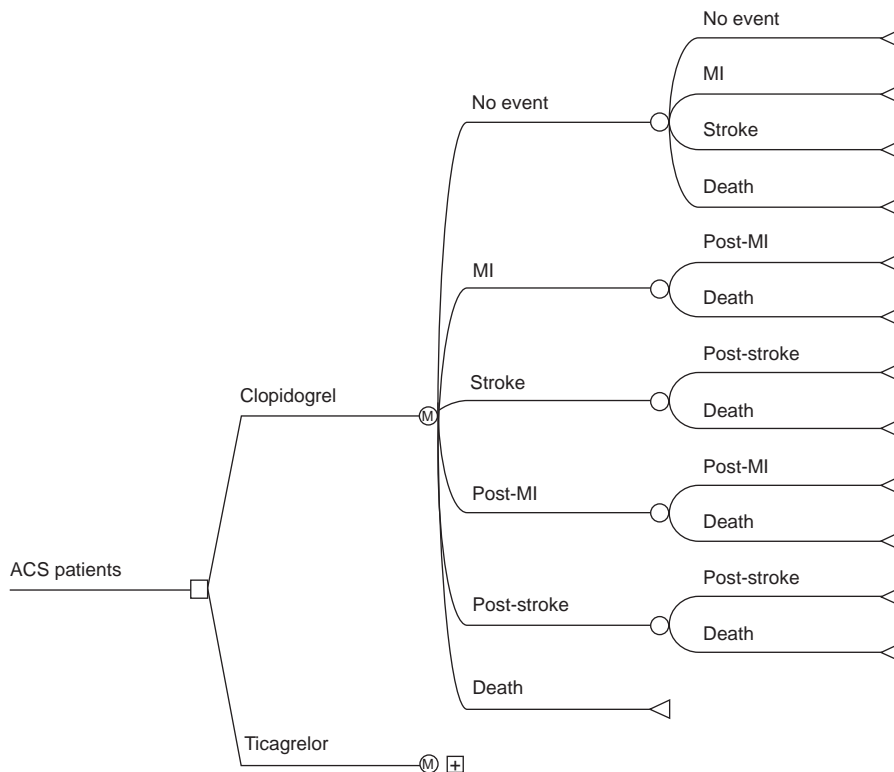 No event
MI
No event
Stroke
Death
Post-MI
MI
Death
Post-stroke
Stroke
Clopidogrel
Death
M
Post-MI
Post-MI
Death
ACS patients
Post-stroke
Post-stroke
Death
Death
Ticagrelor
M +